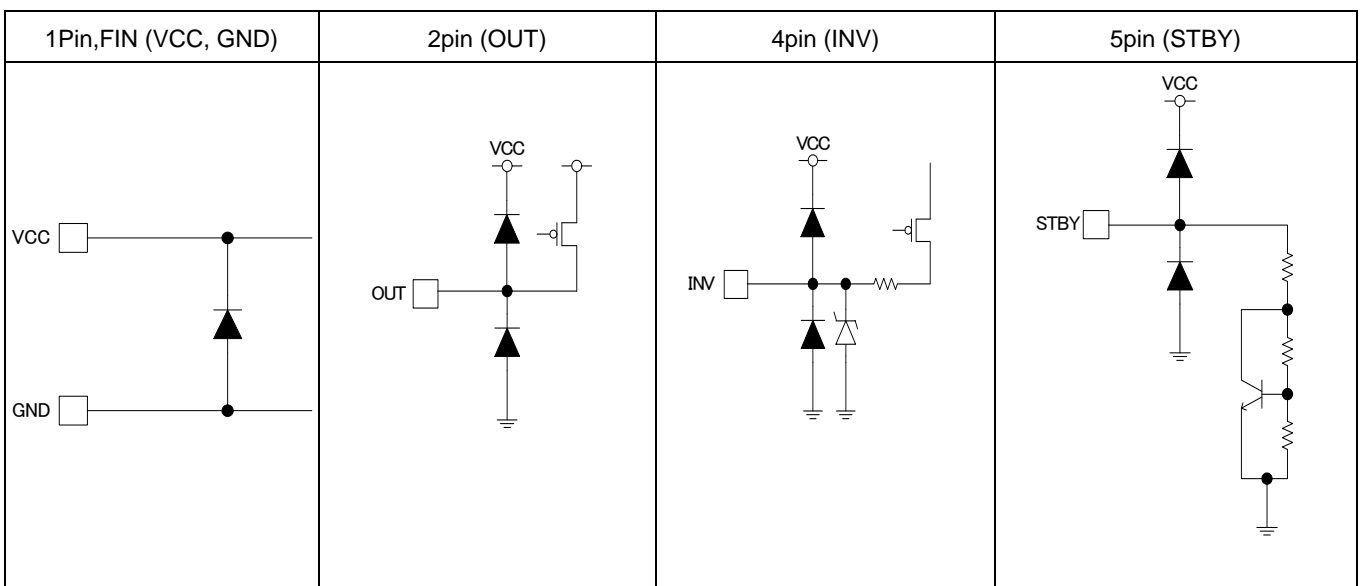 1Pin,FIN (VCC, GND)
2pin (OUT)
4pin (INV)
5pin (STBY)
VCC
GND
VCC
OUT
VCC
INV
VCC
STBY